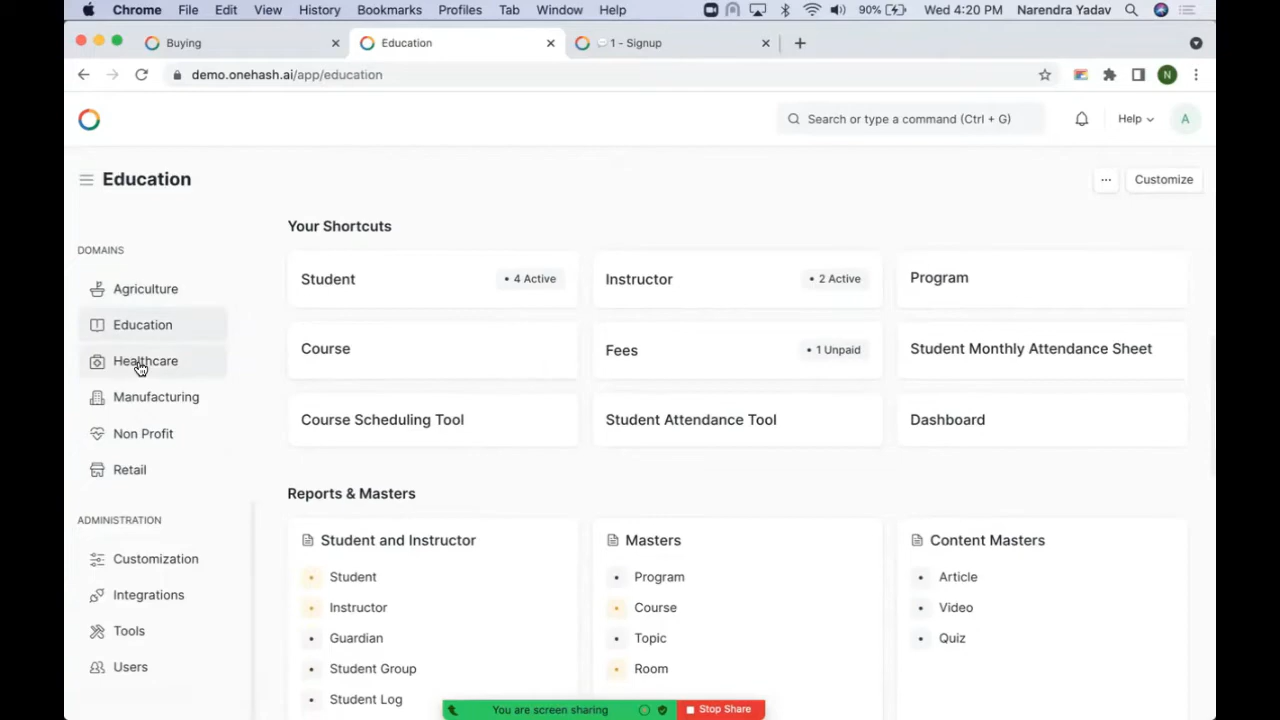 Chrome File Edit View History Bookmarks Profiles Tab Window Help 90% Wed 4:20 PM Narendra Yadav
Buying Education 1 - Signup
demo.onehash.ai/app/education N
Search or type a command (Ctrl + G) Help A
Education ... Customize
Your Shortcuts
DOMAINS
Agriculture
Education
Healthcare
Manufacturing
Non Profit
Retail
ADMINISTRATION
Customization
Integrations
Tools
Users
Student • 4 Active Instructor • 2 Active Program
Course Fees • 1 Unpaid Student Monthly Attendance Sheet
Course Scheduling Tool Student Attendance Tool Dashboard
Reports & Masters
Student and Instructor
Student
Instructor
Guardian
Student Group
Student Log
Masters
Program
Course
Topic
Room
Content Masters
Article
Video
Quiz
You are screen sharing Stop Share